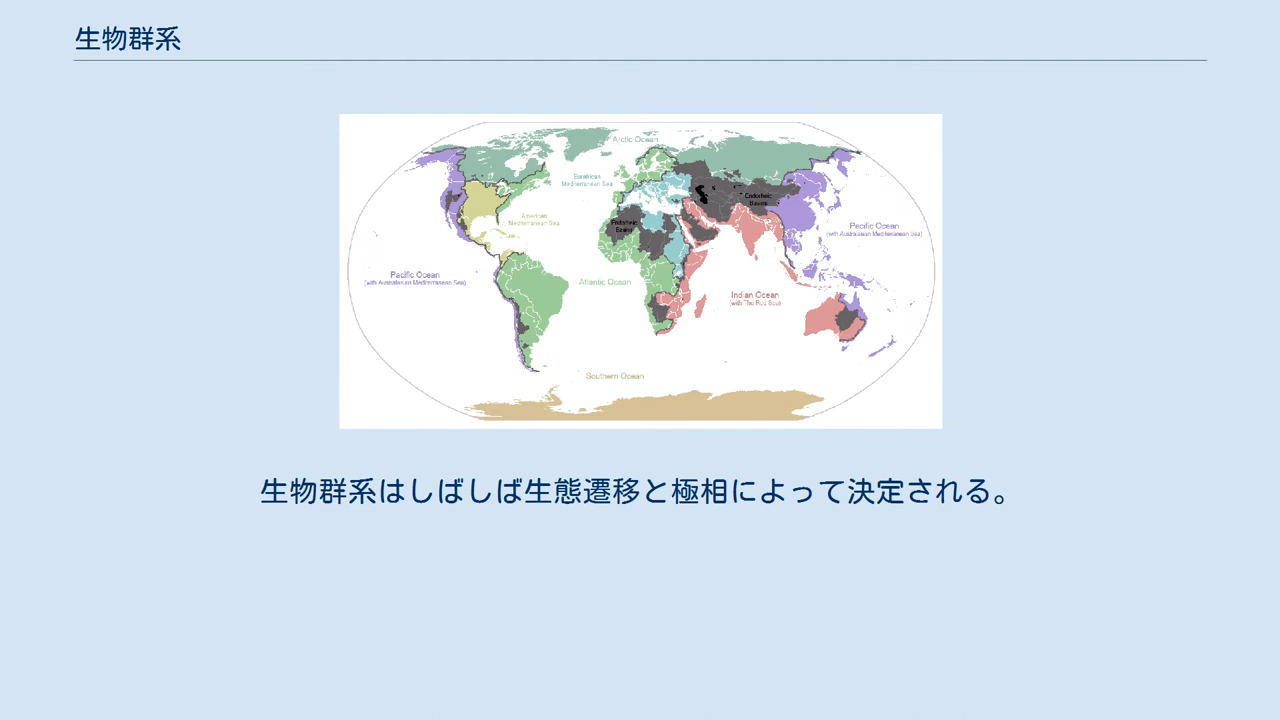 生物群系
Arctic Ocean
Eurafrican
Mediterranean Sea
American
Mediterranean Sea
Endorheic
Basins
Endorheic
Basins
Pacific Ocean
(with Australasian Mediterranean Sea)
Pacific Ocean
(with Australasian Mediterranean Sea)
Atlantic Ocean
Indian Ocean
(with The Red Sea)
Southern Ocean
生物群系はしばしば生態遷移と極相によって決定される。